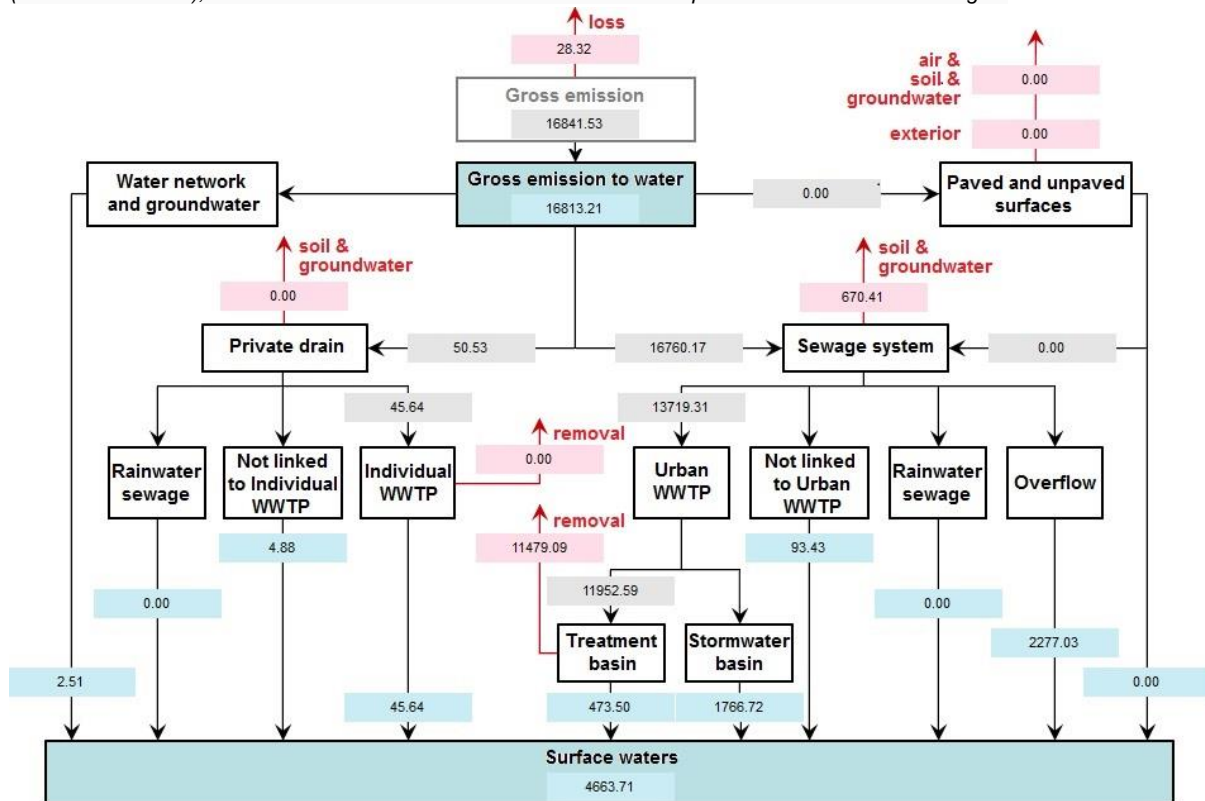 loss
28.32
Gross emission
16841.53
air &
soil &
groundwater
0.00
exterior
0.00
Water network
and groundwater
Gross emission to water
16813.21
0.00
Paved and unpaved
surfaces
soil &
groundwater
0.00
soil &
groundwater
670.41
Private drain
50.53
16760.17
Sewage system
0.00
45.64
13719.31
Rainwater
sewage
Not linked
to Individual
WWTP
Individual
WWTP
removal
0.00
Urban
WWTP
Not linked
to Urban
WWTP
Rainwater
sewage
Overflow
removal
11479.09
4.88
93.43
0.00
11952.59
0.00
Treatment
basin
Stormwater
basin
2277.03
2.51
45.64
473.50
1766.72
0.00
Surface waters
4663.71